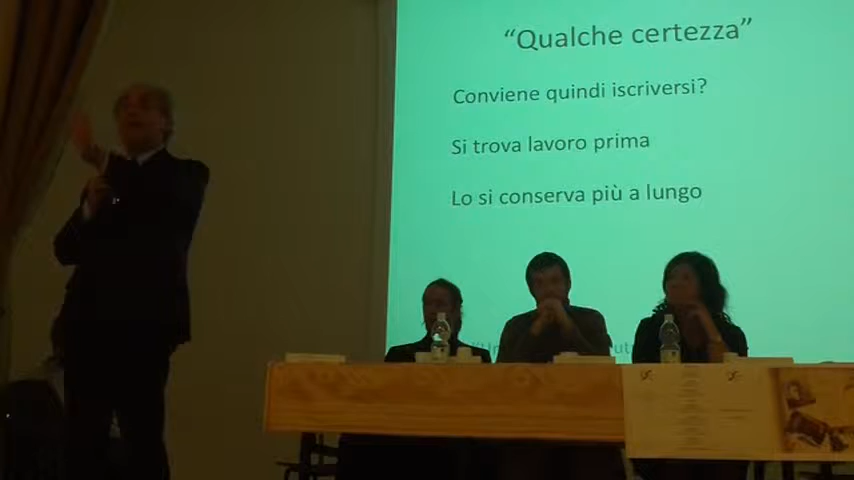 “Qualche certezza”
Conviene quindi iscriversi?
Si trova lavoro prima
Lo si conserva più a lungo